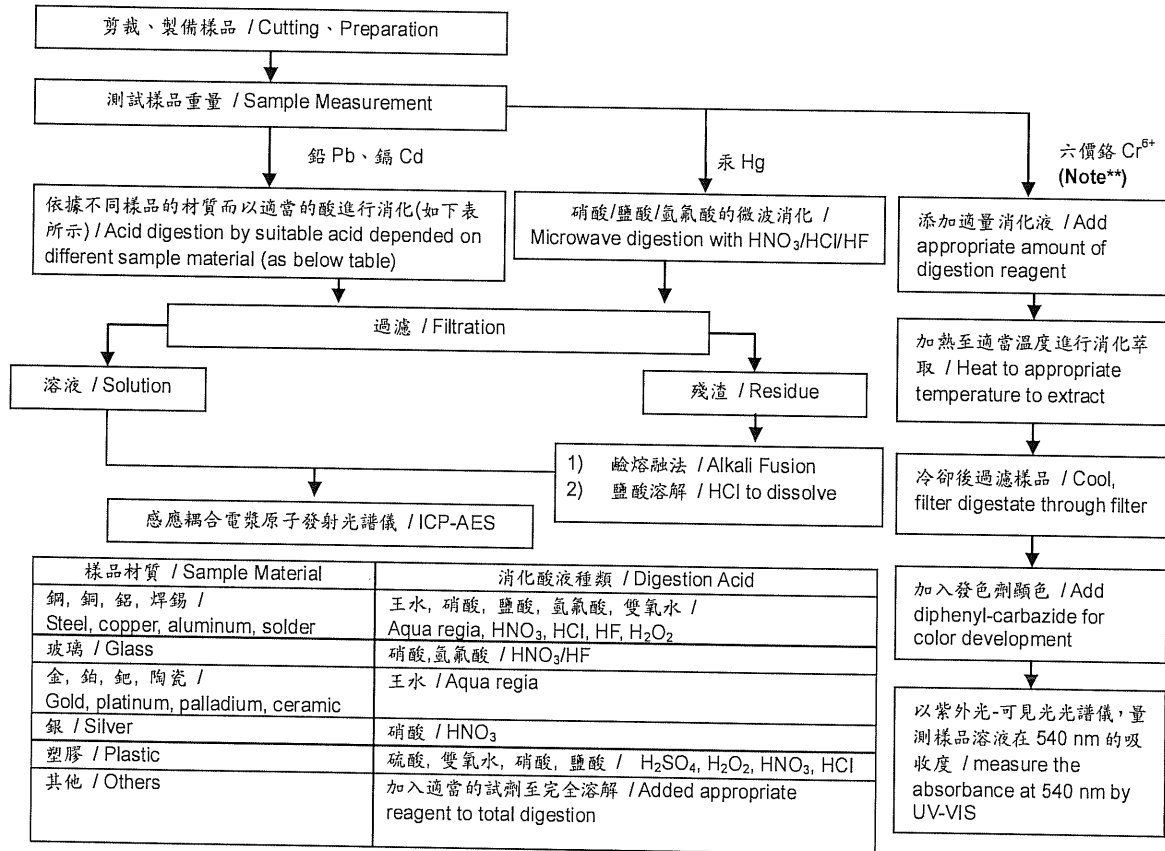 剪裁、製備樣品 / Cutting、Preparation
測試樣品重量 / Sample Measurement
鉛 Pb、鎘 Cd
汞 Hg
六價鉻 Cr⁶⁺
(Note**)
依據不同樣品的材質而以適當的酸進行消化(如下表
所示) / Acid digestion by suitable acid depended on
different sample material (as below table)
硝酸/鹽酸/氫氟酸的微波消化 /
Microwave digestion with HNO₃/HCl/HF
添加適量消化液 / Add
appropriate amount of
digestion reagent
過濾 / Filtration
加熱至適當溫度進行消化萃
取 / Heat to appropriate
temperature to extract
溶液 / Solution
殘渣 / Residue
1) 鹼熔融法 / Alkali Fusion
2) 鹽酸溶解 / HCl to dissolve
冷卻後過濾樣品 / Cool,
filter digestate through filter
感應耦合電漿原子發射光譜儀 / ICP-AES
樣品材質 / Sample Material
消化酸液種類 / Digestion Acid
鋼, 銅, 鋁, 焊錫 /
Steel, copper, aluminum, solder
王水, 硝酸, 鹽酸, 氫氟酸, 雙氧水 /
Aqua regia, HNO₃, HCl, HF, H₂O₂
玻璃 / Glass
硝酸,氫氟酸 / HNO₃/HF
金, 鉑, 鈀, 陶瓷 /
Gold, platinum, palladium, ceramic
王水 / Aqua regia
銀 / Silver
硝酸 / HNO₃
塑膠 / Plastic
硫酸, 雙氧水, 硝酸, 鹽酸 / H₂SO₄, H₂O₂, HNO₃, HCl
其他 / Others
加入適當的試劑至完全溶解 / Added appropriate
reagent to total digestion
加入發色劑顯色 / Add
diphenyl-carbazide for
color development
以紫外光-可見光光譜儀，量
測樣品溶液在 540 nm 的吸
收度 / measure the
absorbance at 540 nm by
UV-VIS